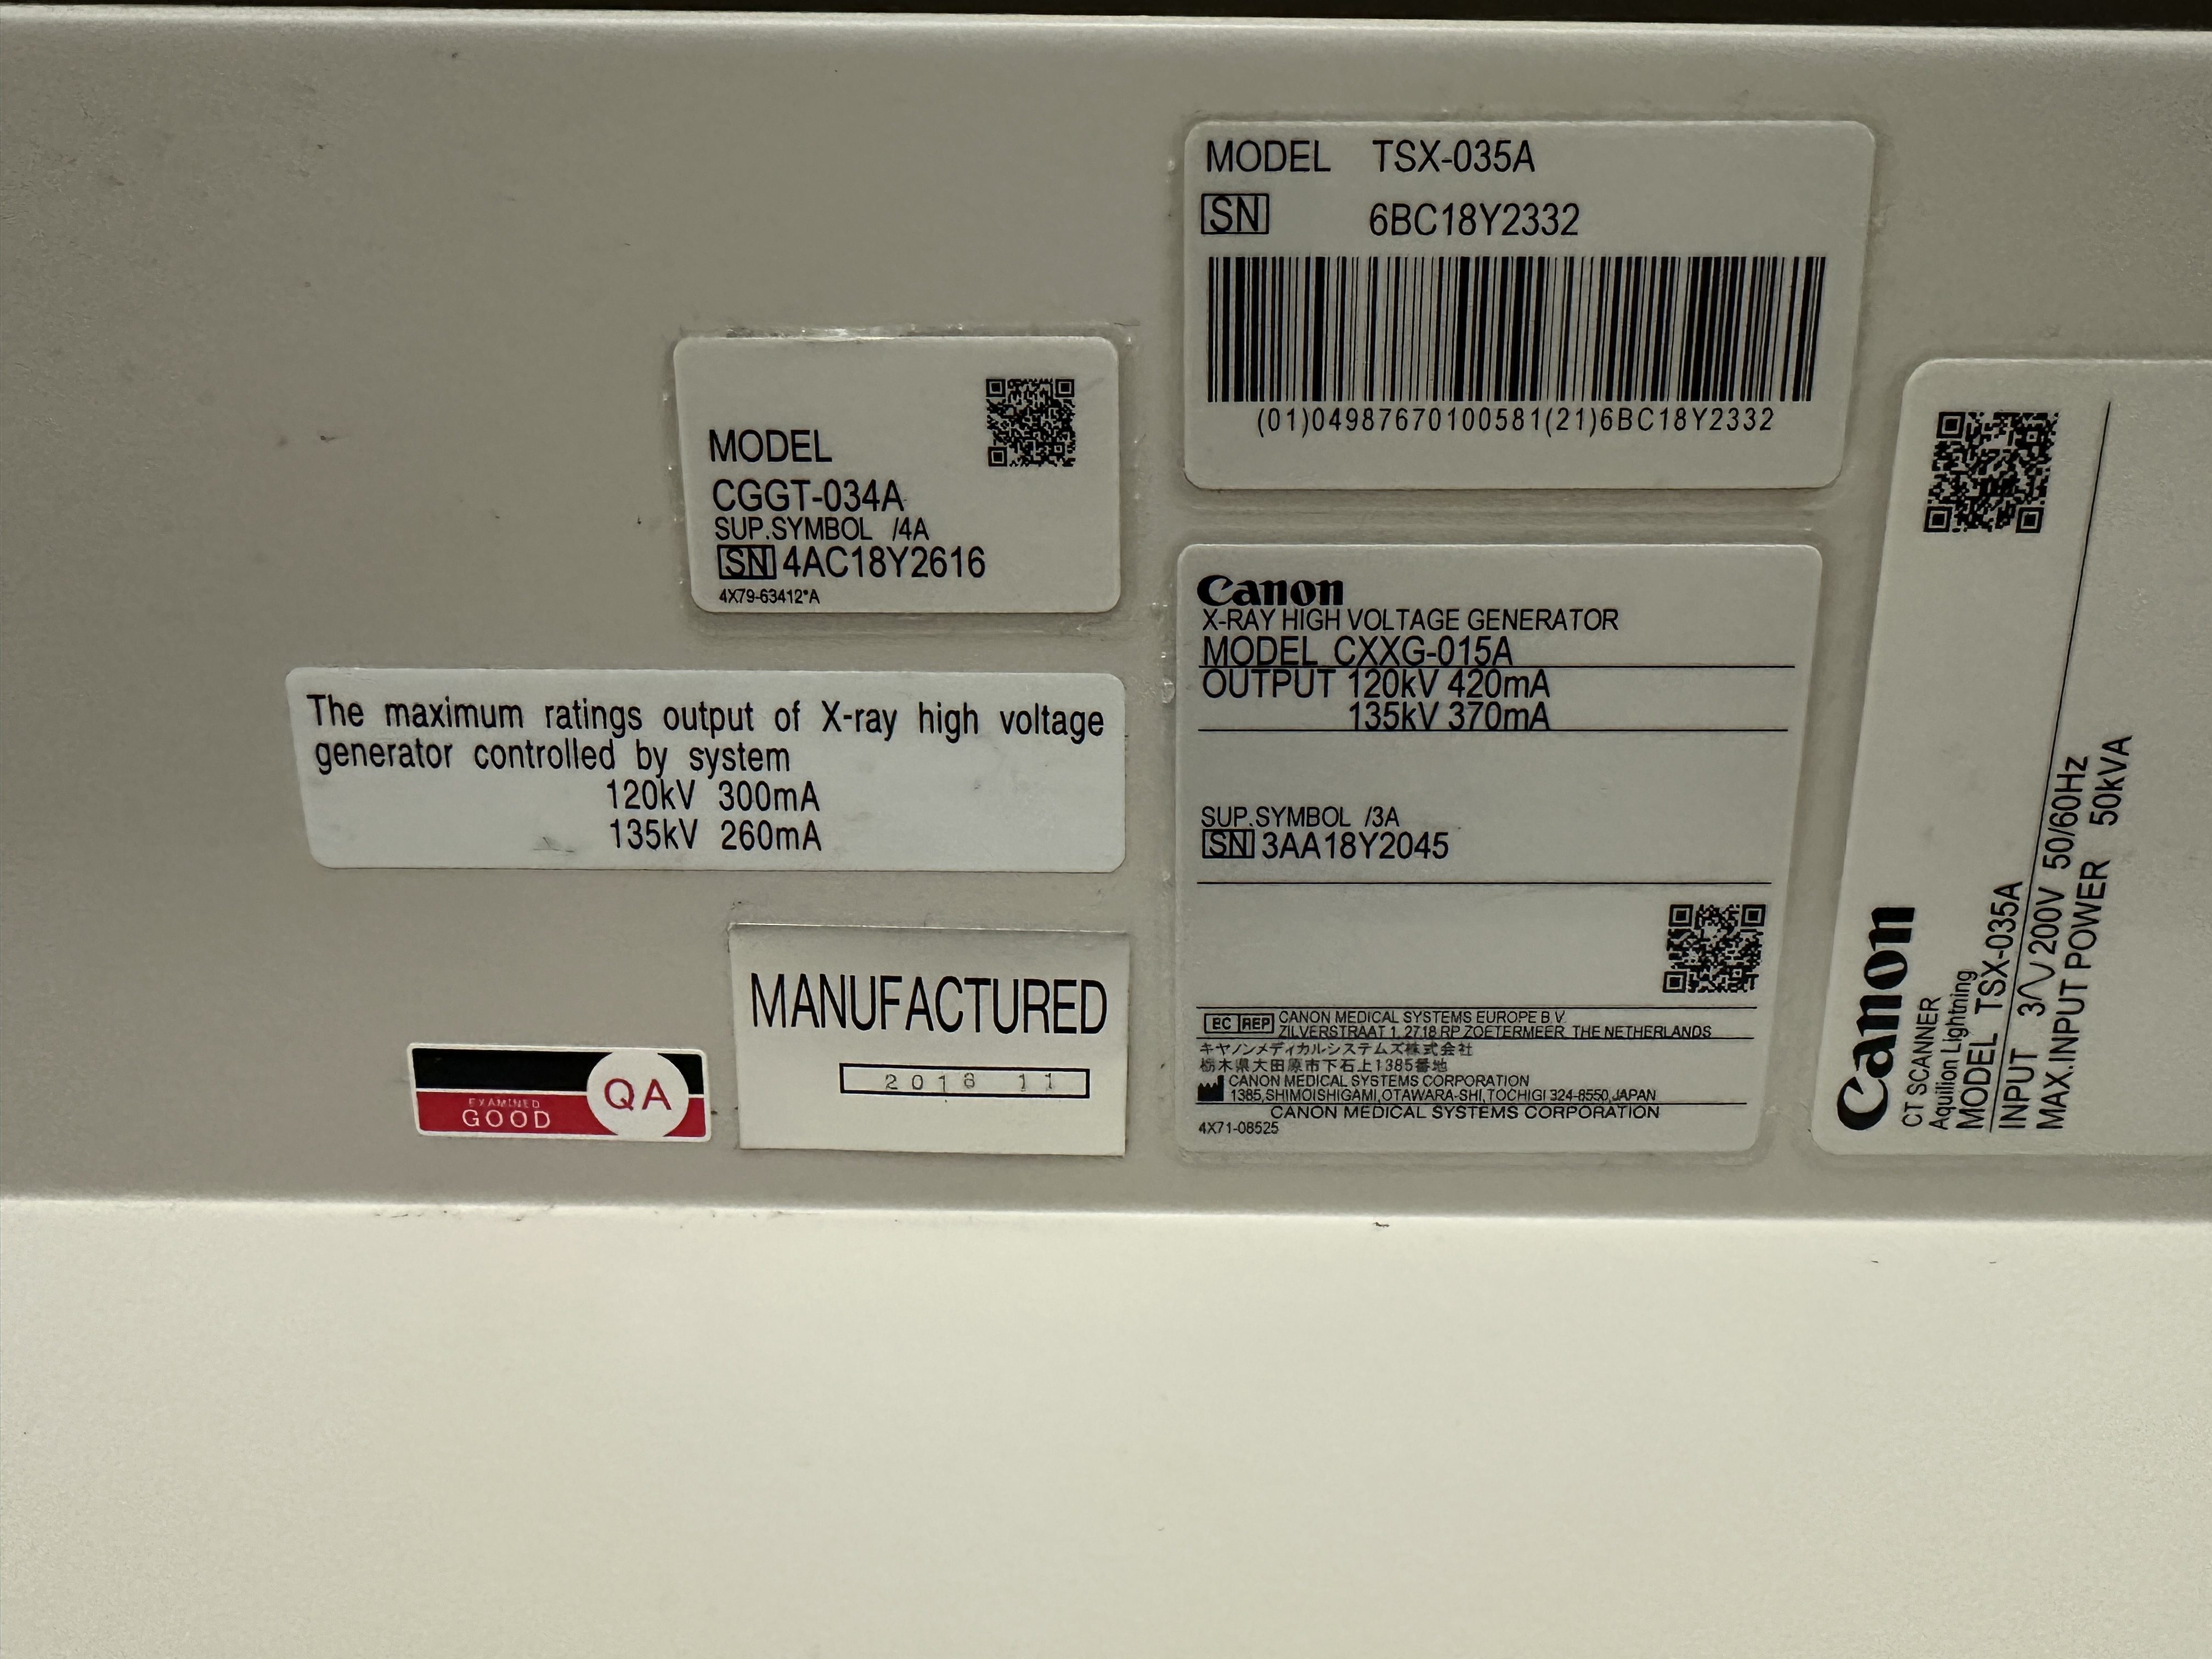 MODEL TSX-035A
SN 6BC18Y2332
(01)04987670100581(21)6BC18Y2332
MODEL
CGGT-034A
SUP.SYMBOL /4A
SN 4AC18Y2616
4X79-63412*A
The maximum ratings output of X-ray high voltage
generator controlled by system
120kV 300mA
135kV 260mA
MANUFACTURED
2018 11
EXAMINED
GOOD
QA
Canon
X-RAY HIGH VOLTAGE GENERATOR
MODEL CXXG-015A
OUTPUT 120kV 420mA
135kV 370mA
SUP.SYMBOL /3A
SN 3AA18Y2045
EC REP CANON MEDICAL SYSTEMS EUROPE B.V.
ZILVERSTRAAT 1, 2718 RP ZOETERMEER, THE NETHERLANDS
キヤノンメディカルシステムズ株式会社
栃木県大田原市下石上1385番地
CANON MEDICAL SYSTEMS CORPORATION
1385,SHIMOISHIGAMI,OTAWARA-SHI,TOCHIGI 324-8550,JAPAN
CANON MEDICAL SYSTEMS CORPORATION
4X71-08525
Canon
CT SCANNER
Aquilion Lightning
MODEL TSX-035A
INPUT 3∿ 200V 50/60Hz
MAX.INPUT POWER 50kVA